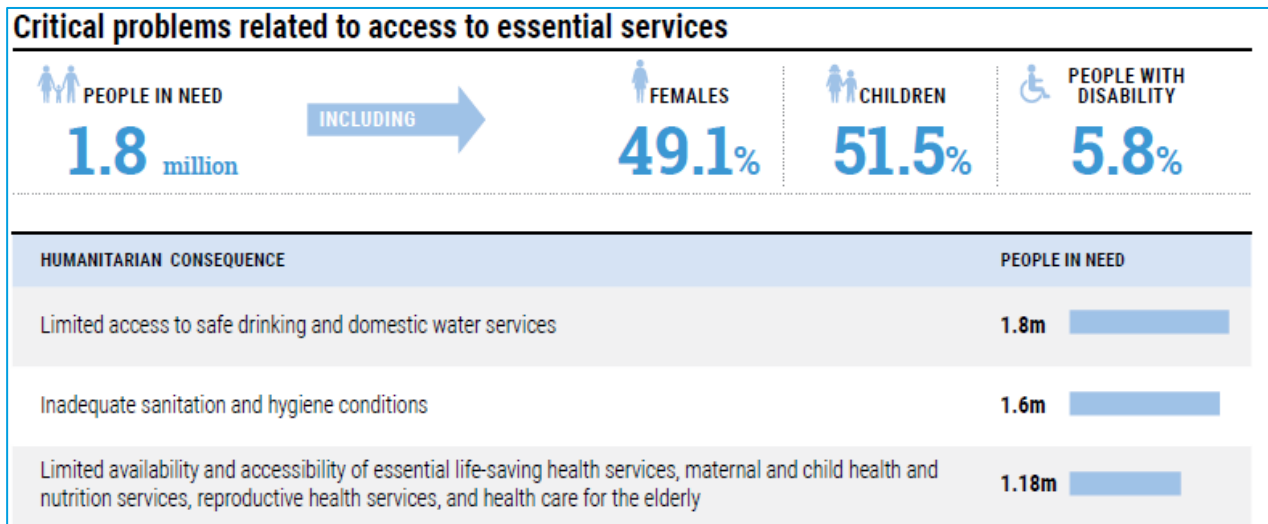 Critical problems related to access to essential services
PEOPLE IN NEED
1.8 million
INCLUDING
FEMALES
49.1%
CHILDREN
51.5%
PEOPLE WITH
DISABILITY
5.8%
HUMANITARIAN CONSEQUENCE PEOPLE IN NEED
Limited access to safe drinking and domestic water services 1.8m
Inadequate sanitation and hygiene conditions 1.6m
Limited availability and accessibility of essential life-saving health services, maternal and child health and
nutrition services, reproductive health services, and health care for the elderly 1.18m